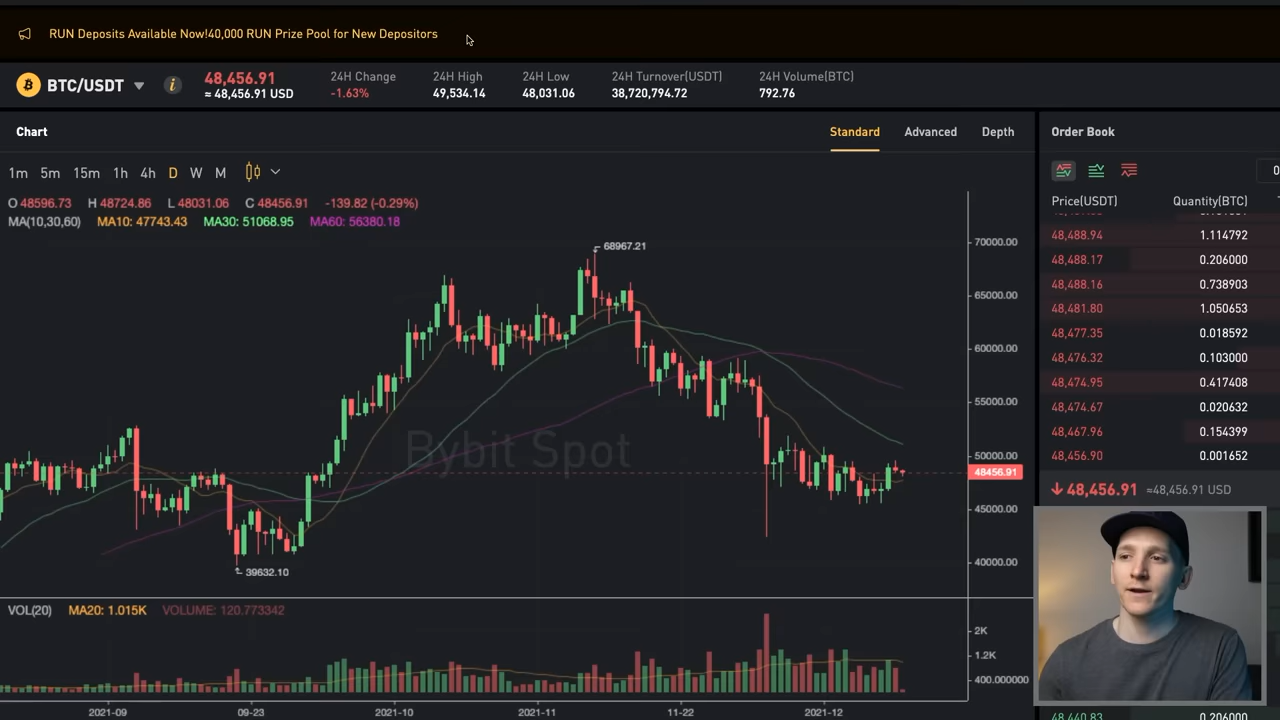 RUN Deposits Available Now!40,000 RUN Prize Pool for New Depositors
BTC/USDT
i
48,456.91
≈ 48,456.91 USD
24H Change
-1.63%
24H High
49,534.14
24H Low
48,031.06
24H Turnover(USDT)
38,720,794.72
24H Volume(BTC)
792.76
Chart
Standard Advanced Depth
1m 5m 15m 1h 4h D W M
O 48596.73 H 48724.86 L 48031.06 C 48456.91 -139.82 (-0.29%)
MA(10,30,60) MA10: 47743.43 MA30: 51068.95 MA60: 56380.18
68967.21
39632.10
Bybit Spot
70000.00
65000.00
60000.00
55000.00
50000.00
48456.91
45000.00
40000.00
VOL(20) MA20: 1.015K VOLUME: 120.773342
2K
1.2K
400.000000
2021-09 09-23 2021-10 2021-11 11-22 2021-12
Order Book
0
Price(USDT) Quantity(BTC)
48,488.94 1.114792
48,488.17 0.206000
48,488.16 0.738903
48,481.80 1.050653
48,477.35 0.018592
48,476.32 0.103000
48,474.95 0.417408
48,474.67 0.020632
48,467.96 0.154399
48,456.90 0.001652
48,456.91 ≈48,456.91 USD
48,440.83 0.206000